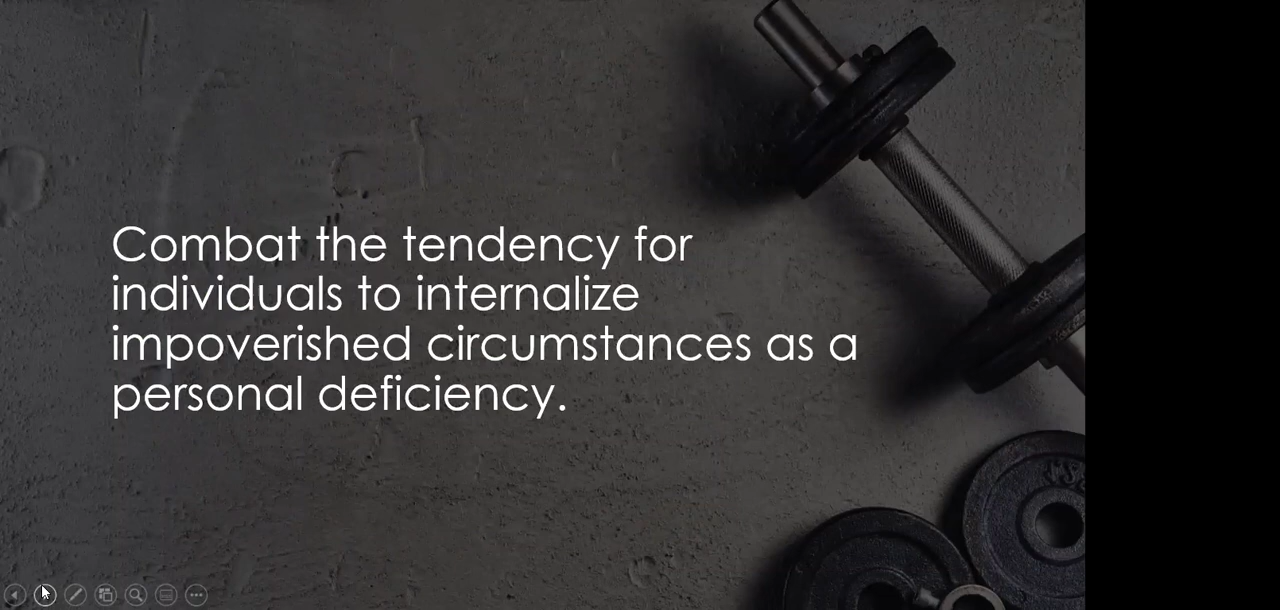 Combat the tendency for
individuals to internalize
impoverished circumstances as a
personal deficiency.